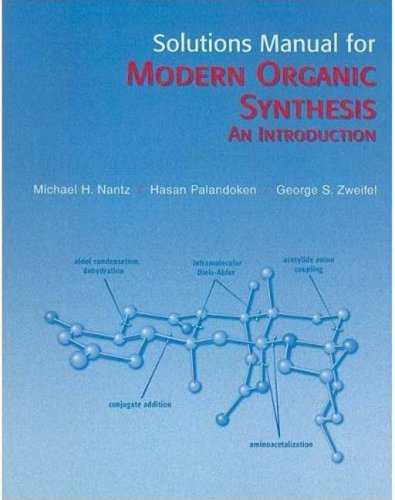 Solutions Manual for
MODERN ORGANIC
SYNTHESIS
AN INTRODUCTION
Michael H. Nantz / Hasan Palandoken / George S. Zweifel
aldol condensation,
dehydration
intramolecular
Diels-Alder
acetylide anion
coupling
conjugate addition
aminoacetalization